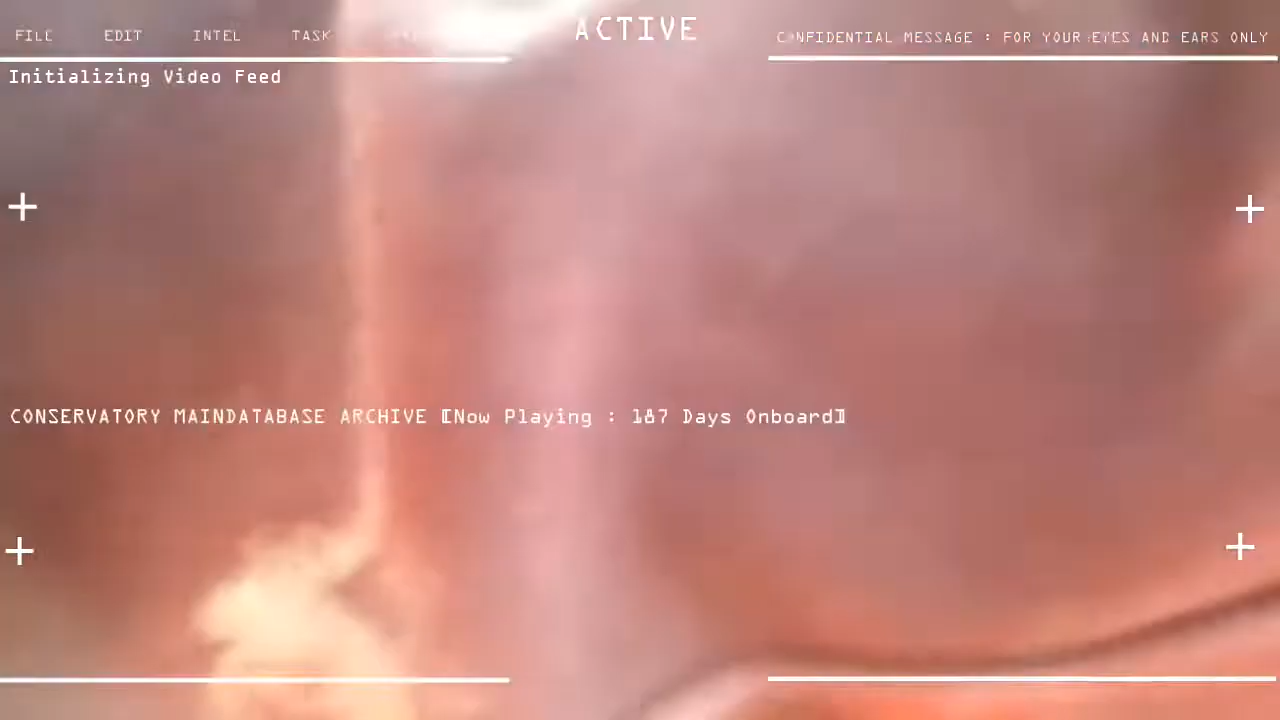 FILE EDIT INTEL TASK
ACTIVE
CONFIDENTIAL MESSAGE : FOR YOUR EYES AND EARS ONLY
Initializing Video Feed
CONSERVATORY MAINDATABASE ARCHIVE [Now Playing : 187 Days Onboard]